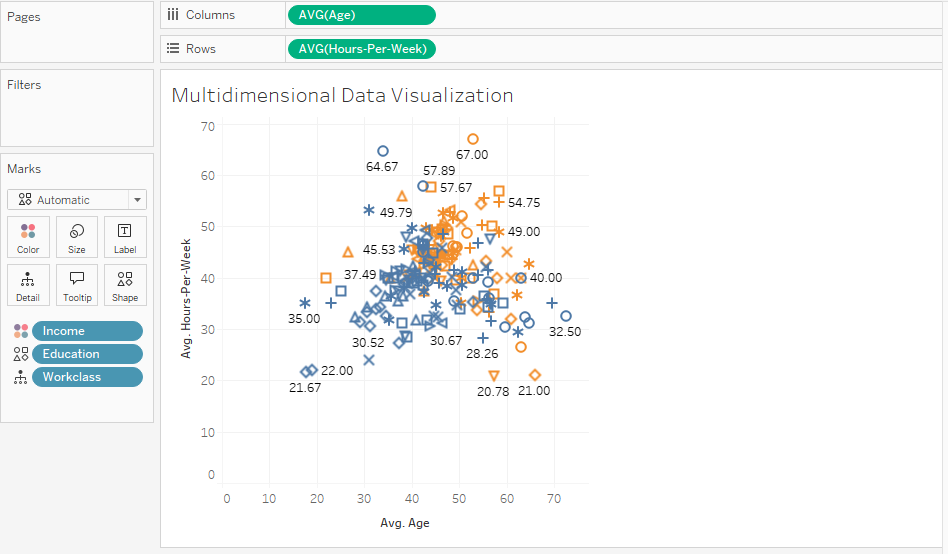 Pages
Columns
AVG(Age)
Rows
AVG(Hours-Per-Week)
Filters
Marks
Automatic
Color
Size
Label
Detail
Tooltip
Shape
Income
Education
Workclass
Multidimensional Data Visualization
70
60
50
40
30
20
10
0
Avg. Hours-Per-Week
67.00
64.67
57.89
57.67
54.75
49.79
49.00
45.53
37.49
40.00
35.00
32.50
30.52
30.67
28.26
22.00
21.67
20.78
21.00
0
10
20
30
40
50
60
70
Avg. Age